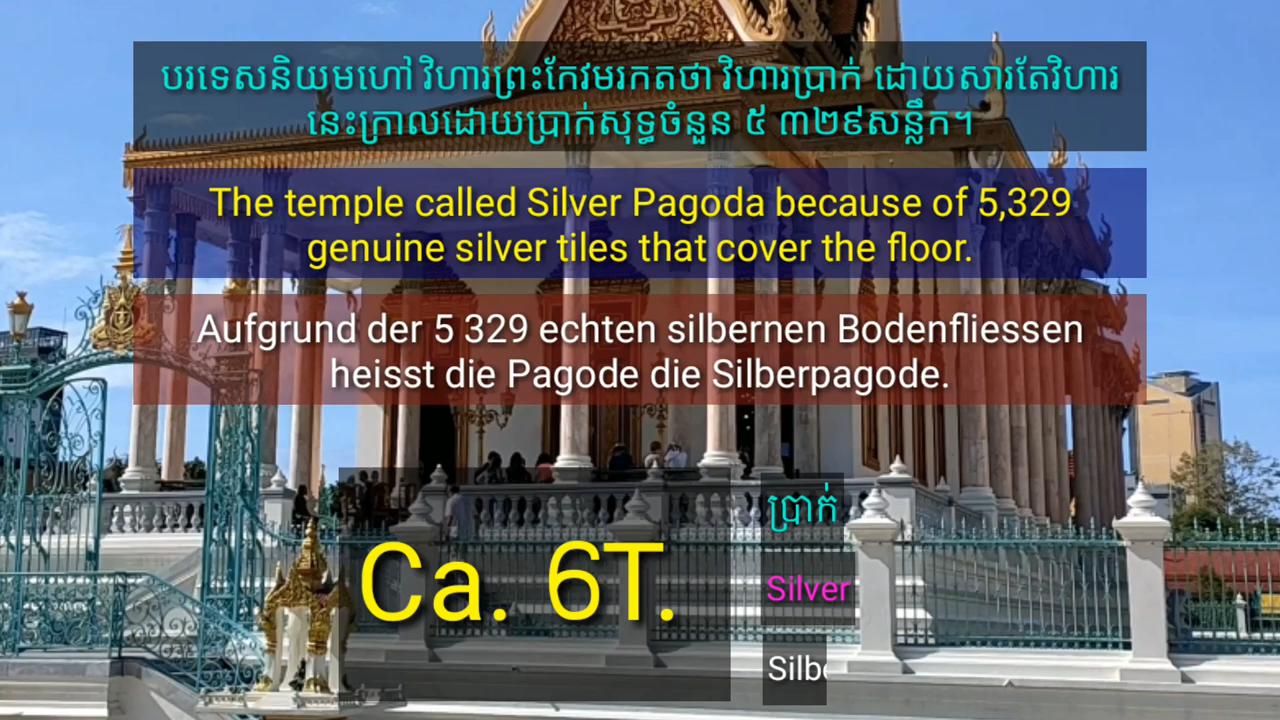 បរទេសនិយមហៅ វិហារព្រះកែវមរកតថា វិហារប្រាក់ ដោយសារតែវិហារ
នេះក្រាលដោយប្រាក់សុទ្ធចំនួន ៥ ៣២៩សន្លឹក។
The temple called Silver Pagoda because of 5,329
genuine silver tiles that cover the floor.
Aufgrund der 5 329 echten silbernen Bodenfliessen
heisst die Pagode die Silberpagode.
Ca. 6T.
ប្រាក់
Silver
Silb